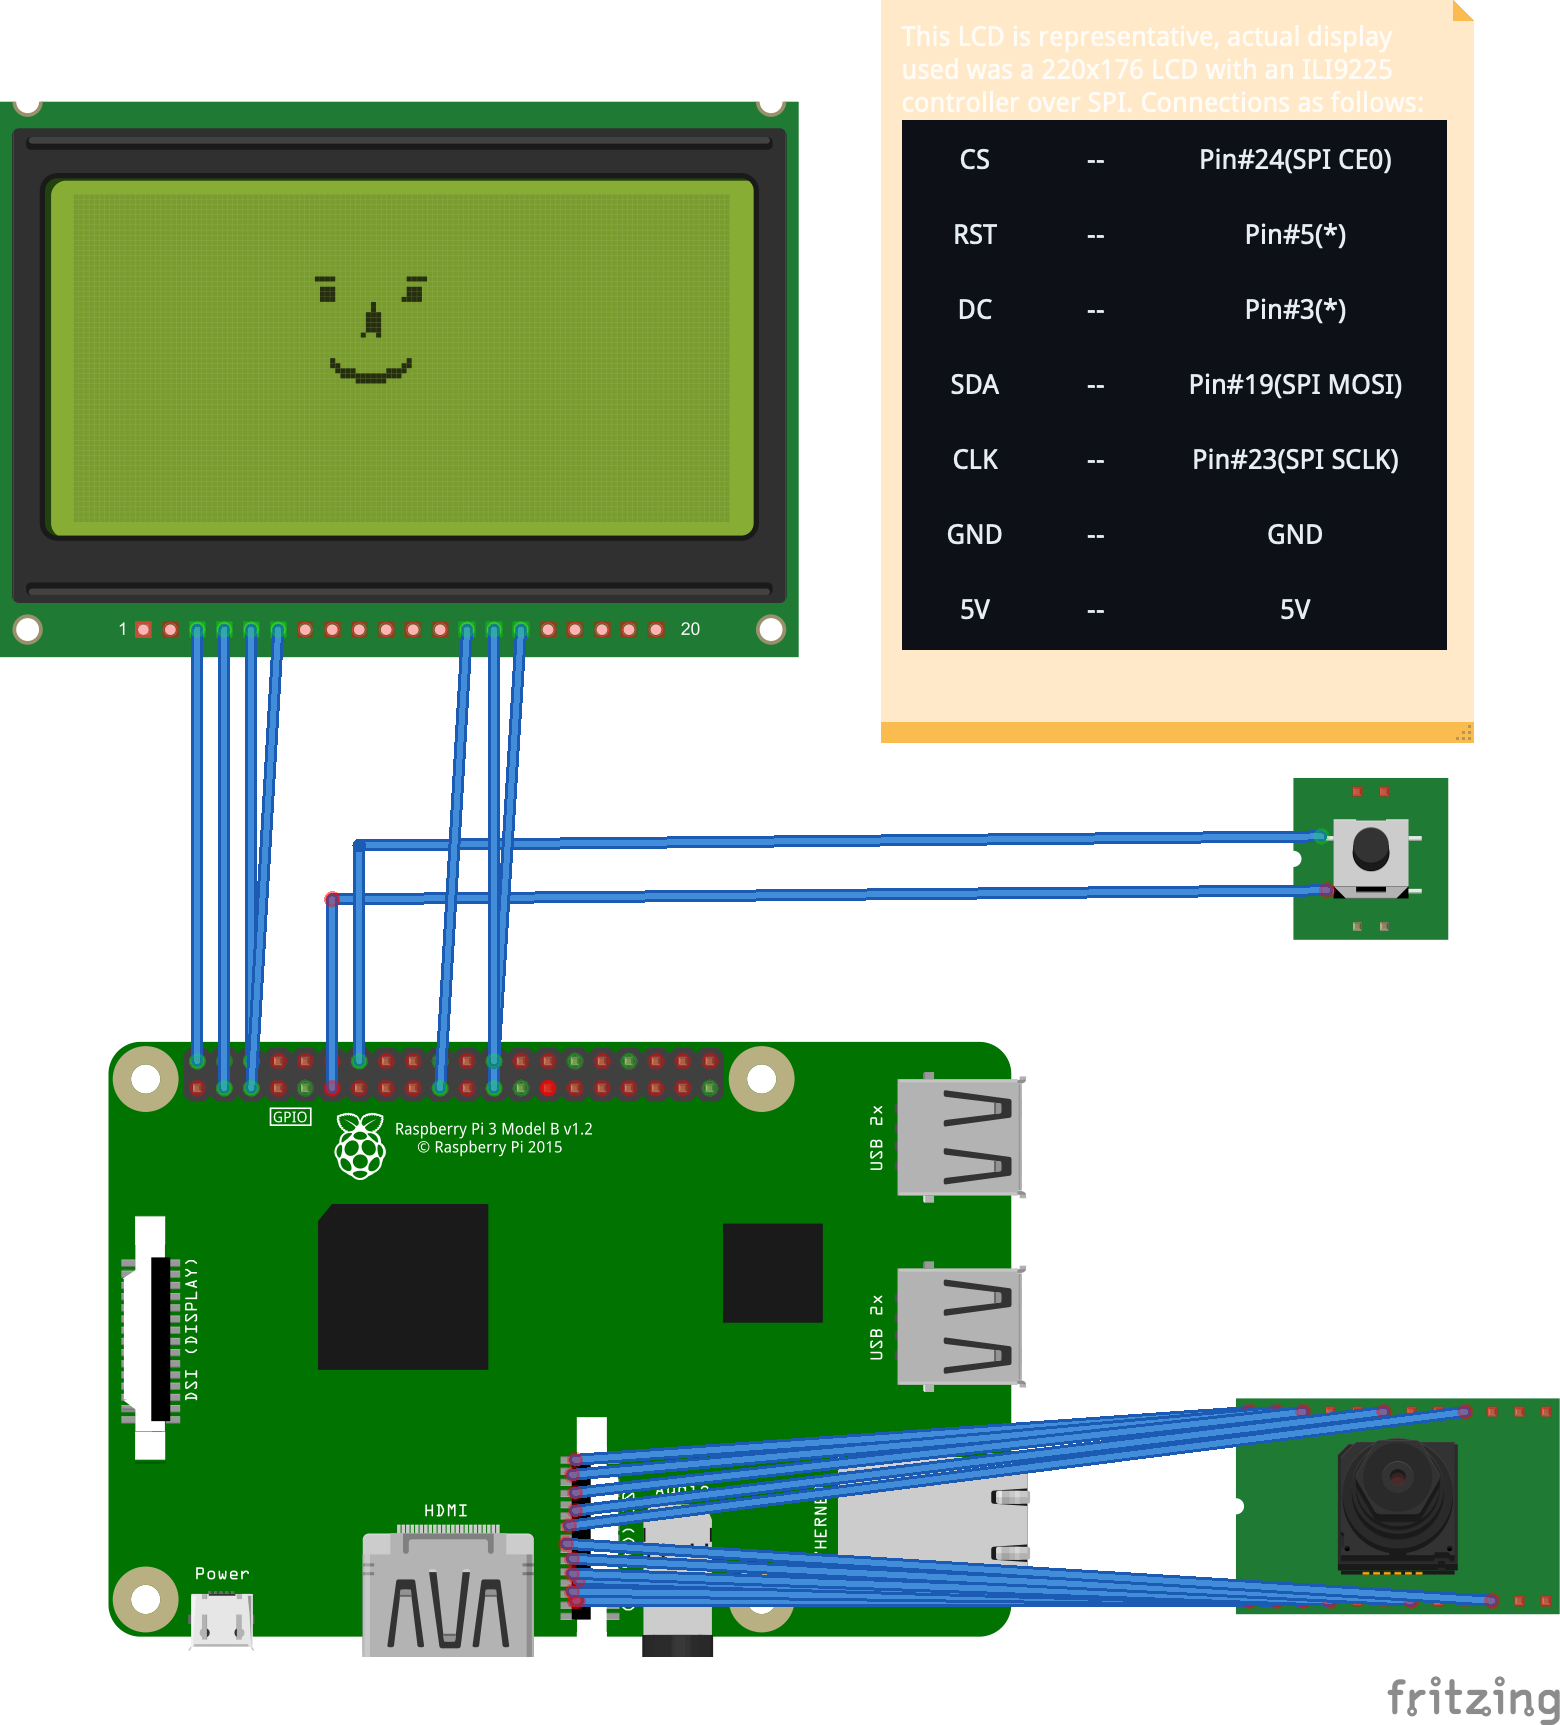 This LCD is representative, actual display
used was a 220x176 LCD with an ILI9225
controller over SPI. Connections as follows:
CS -- Pin#24(SPI CE0)
RST -- Pin#5(*)
DC -- Pin#3(*)
SDA -- Pin#19(SPI MOSI)
CLK -- Pin#23(SPI SCLK)
GND -- GND
5V -- 5V
1 20
GPIO
Raspberry Pi 3 Model B v1.2
© Raspberry Pi 2015
USB 2x
DSI (DISPLAY)
USB 2x
HDMI
Audio
Power
fritzing